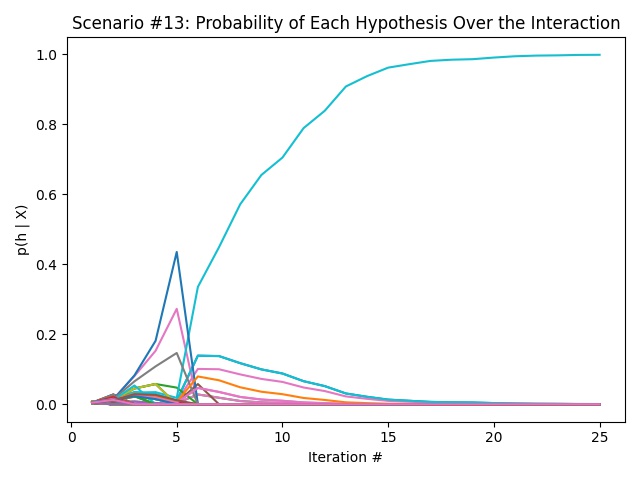 Scenario #13: Probability of Each Hypothesis Over the Interaction
1.0
0.8
0.6
0.4
0.2
0.0
p(h | X)
0 5 10 15 20 25
Iteration #